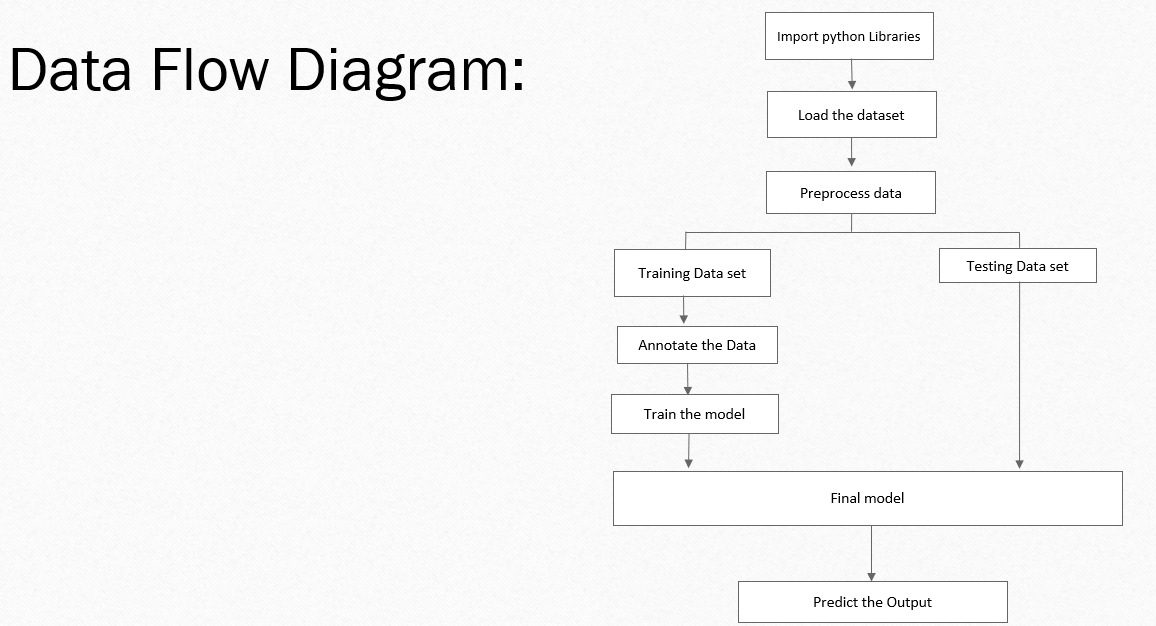 Data Flow Diagram:
Import python Libraries
Load the dataset
Preprocess data
Training Data set
Testing Data set
Annotate the Data
Train the model
Final model
Predict the Output